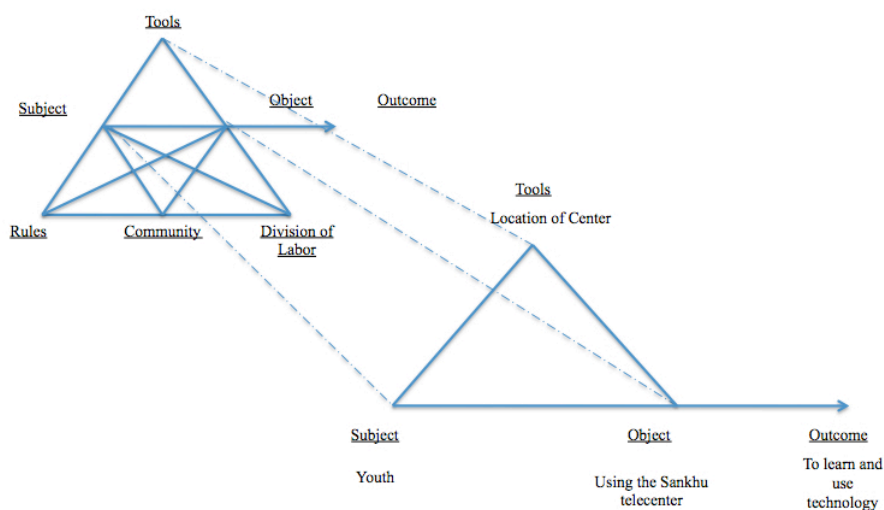 Tools
Subject
Object
Outcome
Rules
Community
Division of
Labor
Tools
Location of Center
Subject
Object
Outcome
Youth
Using the Sankhu
telecenter
To learn and
use
technology